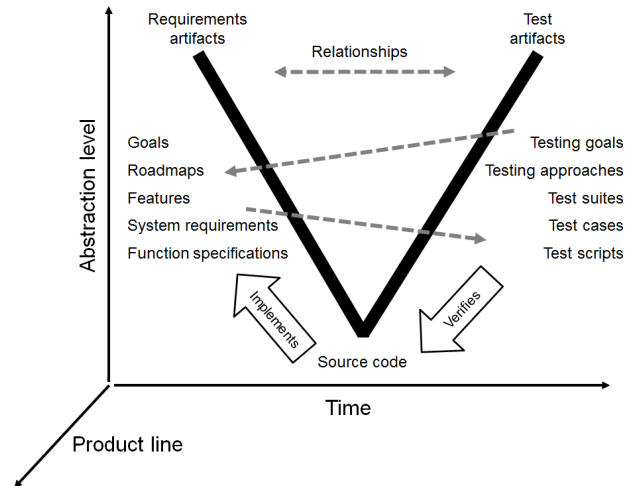 Requirements
artifacts
Test
artifacts
Relationships
Abstraction level
Goals
Roadmaps
Features
System requirements
Function specifications
Testing goals
Testing approaches
Test suites
Test cases
Test scripts
Implements
Verifies
Source code
Time
Product line